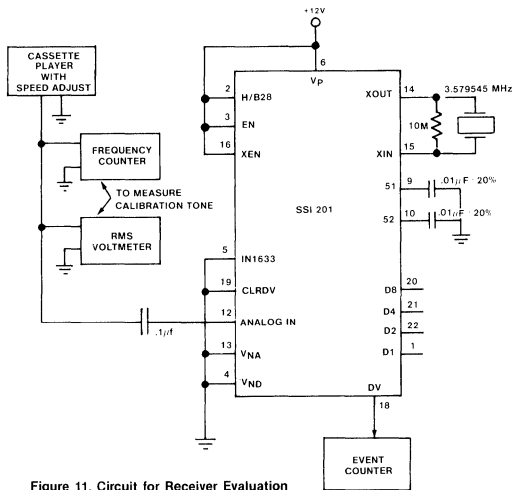 +12V
CASSETTE
PLAYER
WITH
SPEED ADJUST
FREQUENCY
COUNTER
TO MEASURE
CALIBRATION TONE
RMS
VOLTMETER
.1µf
6
VP
2 H/B28
3 EN
16 XEN
SSI 201
5 IN1633
19 CLRDV
12 ANALOG IN
13 VNA
4 VND
XOUT 14
3.579545 MHz
10M
XIN 15
S1 9
.01µF · 20%
S2 10
.01µF · 20%
D8 20
D4 21
D2 22
D1 1
DV
18
EVENT
COUNTER
Figure 11. Circuit for Receiver Evaluation